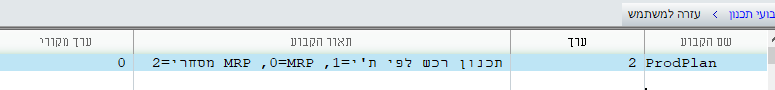 בועי תכנון > עזרה למשתמש
שם הקבוע ערך תאור הקבוע ערך מקורי
ProdPlan 2 תכנון רכש לפי ת'י=1, MRP=0, MRP מסחרי=2 0